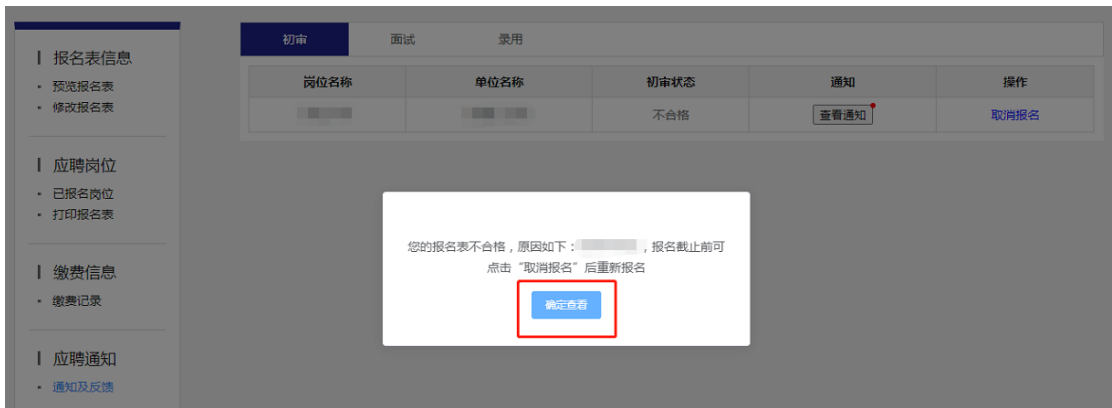 报名表信息
• 预览报名表
• 修改报名表
应聘岗位
• 已报名岗位
• 打印报名表
缴费信息
• 缴费记录
应聘通知
• 通知及反馈
初审 面试 录用
岗位名称 单位名称 初审状态 通知 操作
不合格 查看通知 取消报名
您的报名表不合格，原因如下： ，报名截止前可
点击“取消报名”后重新报名
确定查看